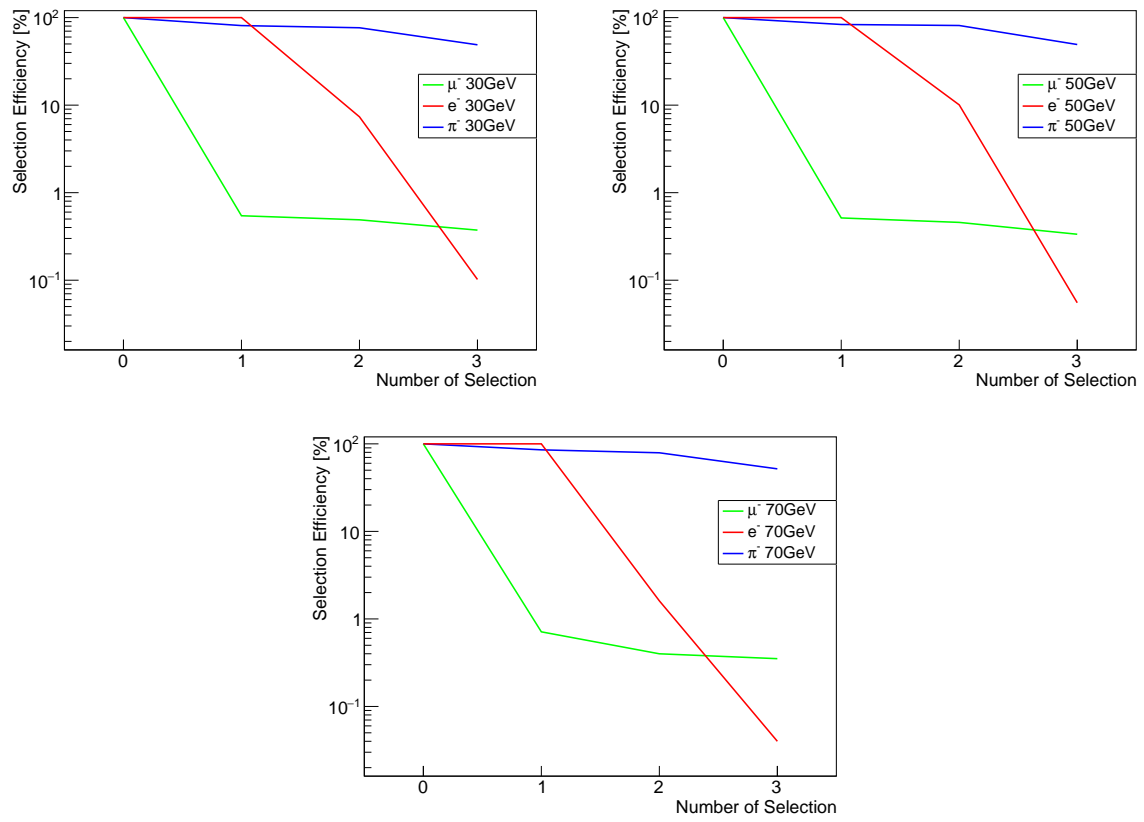 Selection Efficiency [%]
10²
10
1
10⁻¹
μ⁻ 30GeV
e⁻ 30GeV
π⁻ 30GeV
0 1 2 3
Number of Selection
Selection Efficiency [%]
10²
10
1
10⁻¹
μ⁻ 50GeV
e⁻ 50GeV
π⁻ 50GeV
0 1 2 3
Number of Selection
Selection Efficiency [%]
10²
10
1
10⁻¹
μ⁻ 70GeV
e⁻ 70GeV
π⁻ 70GeV
0 1 2 3
Number of Selection